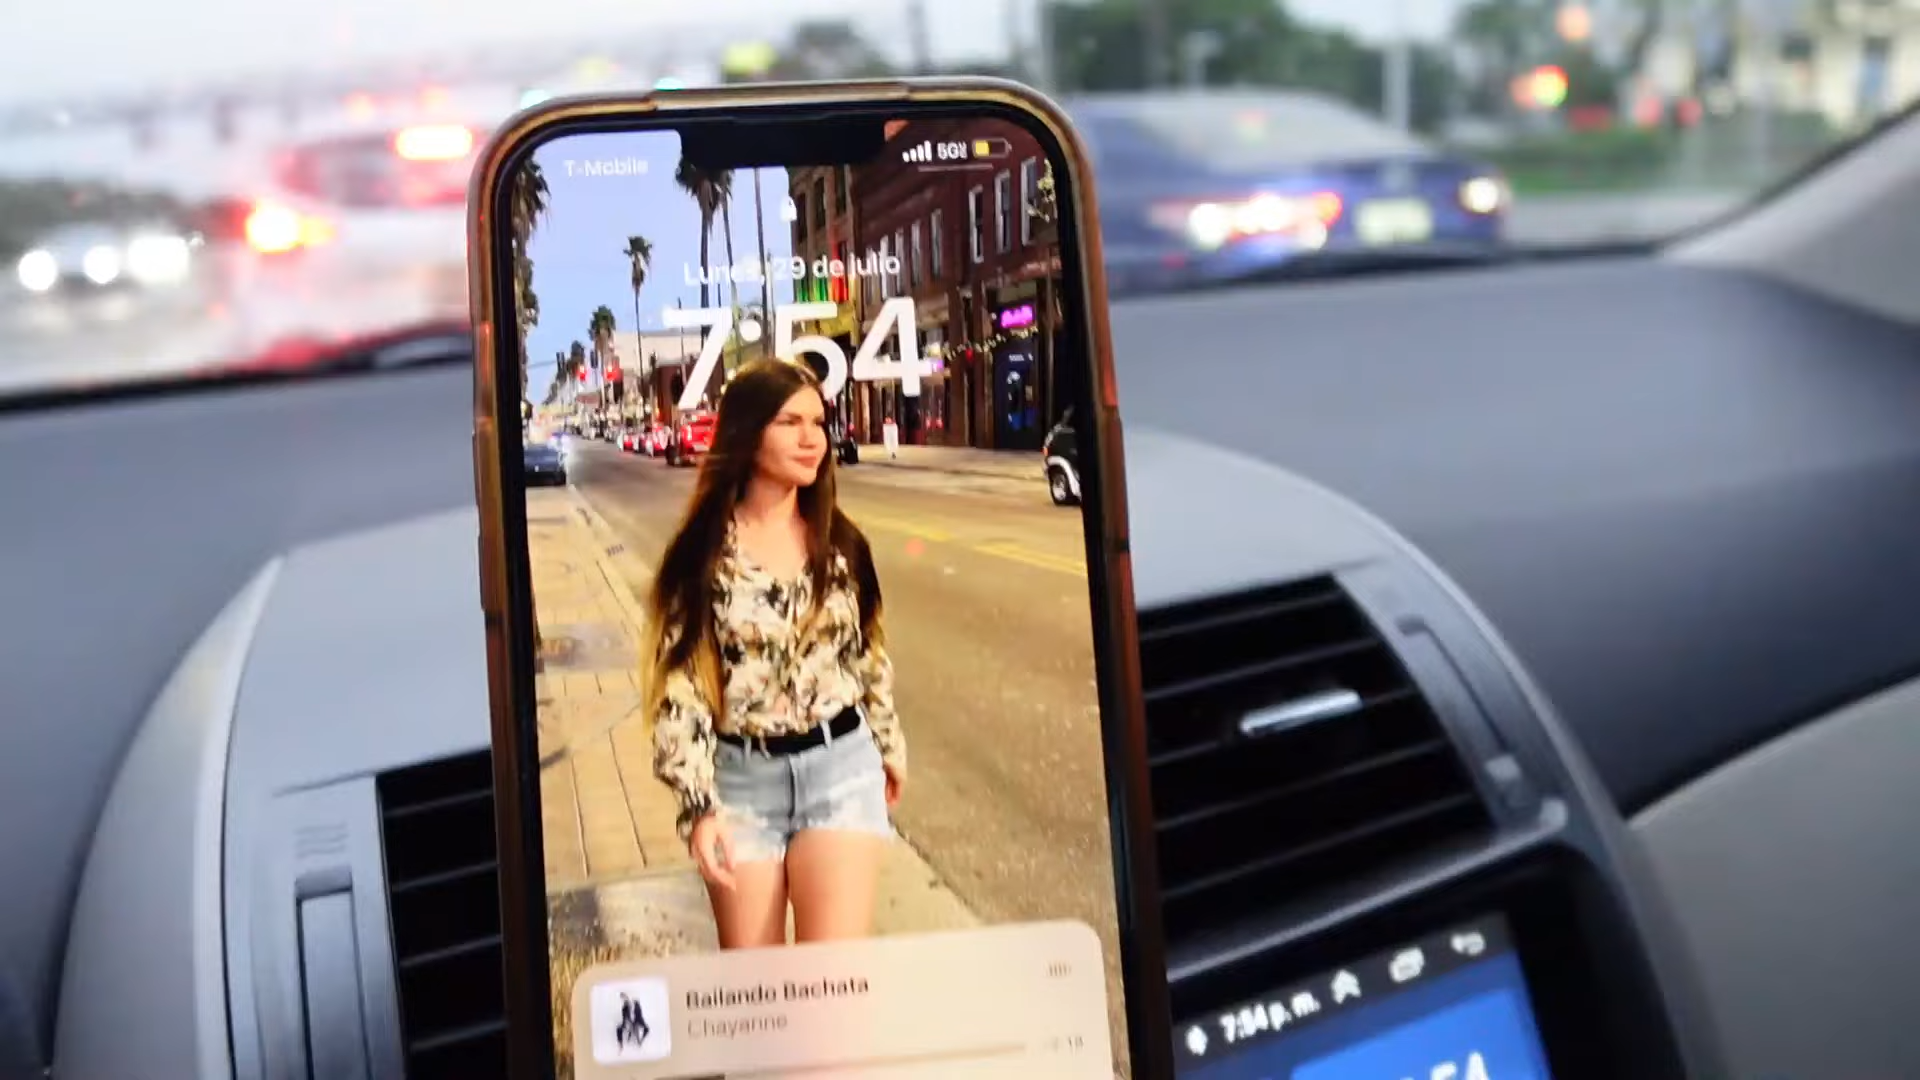 T-Mobile 5G
Lunes, 29 de julio
7:54
Bailando Bachata
Chayanne
7:54 p. m.